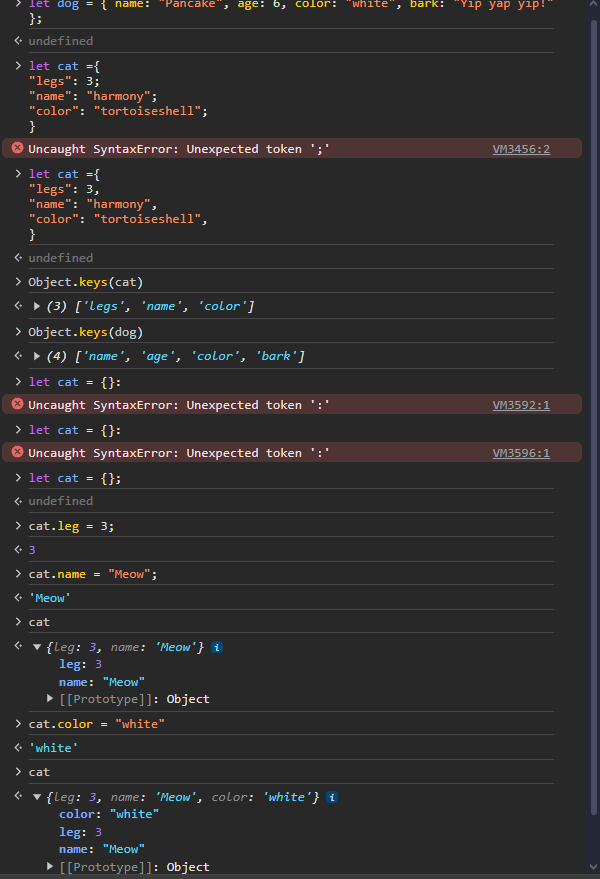 let dog = { name: "Pancake", age: 6, color: "white", bark: "Yip yap yip!"
};
undefined
let cat ={
"legs": 3;
"name": "harmony";
"color": "tortoiseshell";
}
Uncaught SyntaxError: Unexpected token ';' VM3456:2
let cat ={
"legs": 3,
"name": "harmony",
"color": "tortoiseshell",
}
undefined
Object.keys(cat)
(3) ['legs', 'name', 'color']
Object.keys(dog)
(4) ['name', 'age', 'color', 'bark']
let cat = {}:
Uncaught SyntaxError: Unexpected token ':' VM3592:1
let cat = {}:
Uncaught SyntaxError: Unexpected token ':' VM3596:1
let cat = {};
undefined
cat.leg = 3;
3
cat.name = "Meow";
'Meow'
cat
{leg: 3, name: 'Meow'} i
leg: 3
name: "Meow"
[[Prototype]]: Object
cat.color = "white"
'white'
cat
{leg: 3, name: 'Meow', color: 'white'} i
color: "white"
leg: 3
name: "Meow"
[[Prototype]]: Object